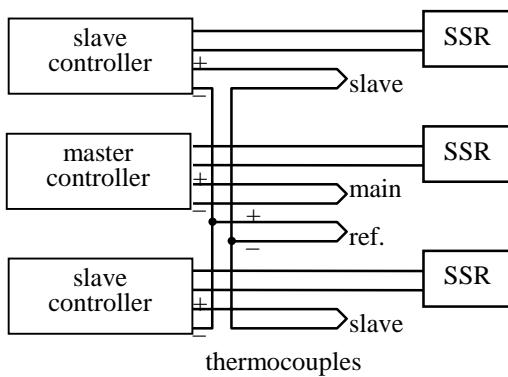 slave
controller
SSR
+
–
slave
master
controller
SSR
+
–
main
+
–
ref.
slave
controller
SSR
+
–
slave
thermocouples